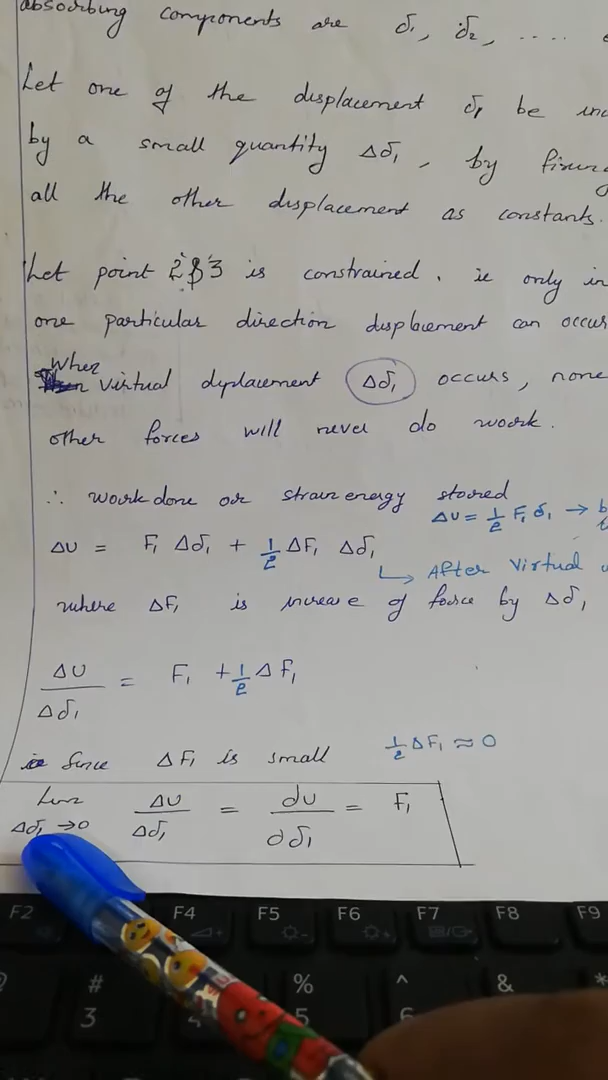 absorbing components are δ₁, δ₂, .....
Let one of the displacement δ₁ be
by a small quantity Δδ₁, by
all the other displacement as constants.
Let point 2 & 3 is constrained. ie only in
one particular direction displacement can occur
When virtual dyplacement Δδ₁ occurs, none
other forces will never do work.
∴ work done or strain energy stored
ΔU = ½ F₁ δ₁ →
ΔU = F₁ Δδ₁ + ½ ΔF₁ Δδ₁
↳ After Virtual
where ΔF₁ is increase of force by Δδ₁
ΔU/Δδ₁ = F₁ + ½ ΔF₁
Since ΔF₁ is small ½ ΔF₁ ≈ 0
Δδ₁ → 0 ΔU/Δδ₁ = ∂U/∂δ₁ = F₁
F2 F4 F5 F6 F7 F8 F9
# % ^ & *
3 4 5 6